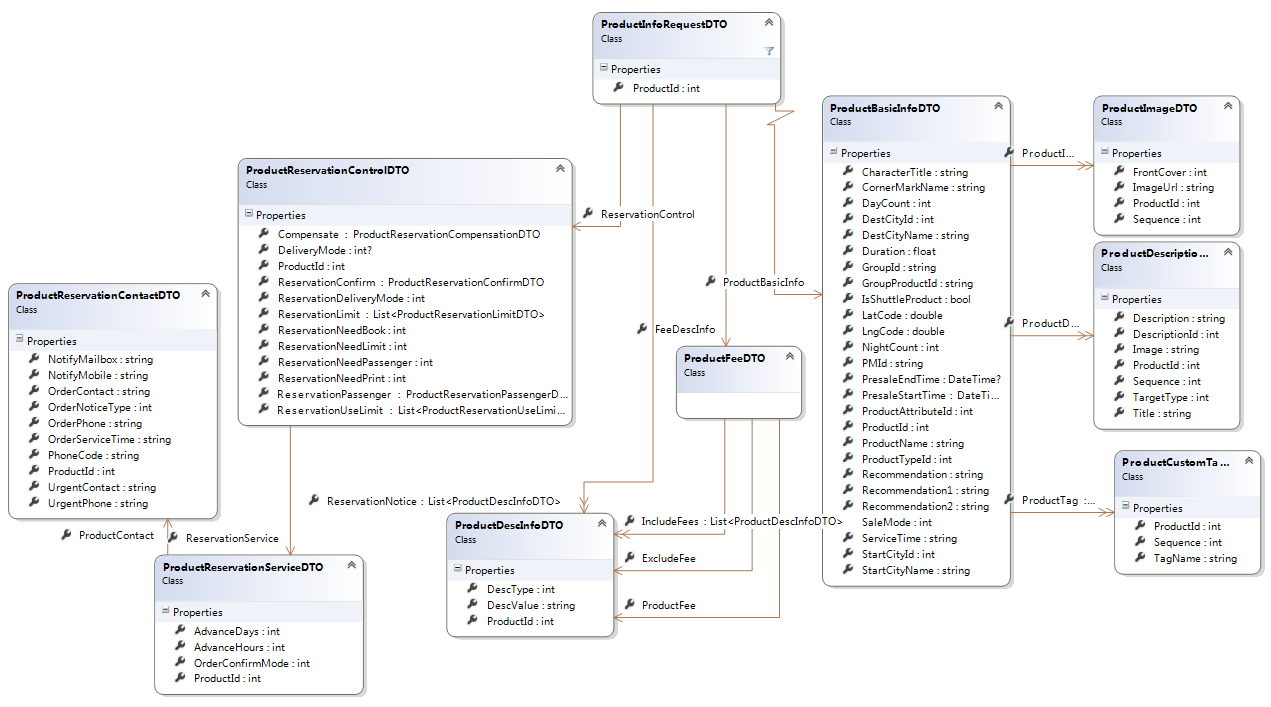 ProductInfoRequestDTO
Class
Properties
ProductId : int
ProductReservationControlDTO
Class
Properties
Compensate : ProductReservationCompensationDTO
DeliveryMode : int?
ProductId : int
ReservationConfirm : ProductReservationConfirmDTO
ReservationDeliveryMode : int
ReservationLimit : List<ProductReservationLimitDTO>
ReservationNeedBook : int
ReservationNeedLimit : int
ReservationNeedPassenger : int
ReservationNeedPrint : int
ReservationPassenger : ProductReservationPassengerD...
ReservationUseLimit : List<ProductReservationUseLimi...
ReservationControl
ProductBasicInfo
FeeDescInfo
ProductReservationContactDTO
Class
Properties
NotifyMailbox : string
NotifyMobile : string
OrderContact : string
OrderNoticeType : int
OrderPhone : string
OrderServiceTime : string
PhoneCode : string
ProductId : int
UrgentContact : string
UrgentPhone : string
ProductContact
ReservationService
ProductReservationServiceDTO
Class
Properties
AdvanceDays : int
AdvanceHours : int
OrderConfirmMode : int
ProductId : int
ReservationNotice : List<ProductDescInfoDTO>
ProductDescInfoDTO
Class
Properties
DescType : int
DescValue : string
ProductId : int
ProductFeeDTO
Class
IncludeFees : List<ProductDescInfoDTO>
ExcludeFee
ProductFee
ProductBasicInfoDTO
Class
Properties
CharacterTitle : string
CornerMarkName : string
DayCount : int
DestCityId : int
DestCityName : string
Duration : float
GroupId : string
GroupProductId : string
IsShuttleProduct : bool
LatCode : double
LngCode : double
NightCount : int
PMId : string
PresaleEndTime : DateTime?
PresaleStartTime : DateTi...
ProductAttributeId : int
ProductId : int
ProductName : string
ProductTypeId : int
Recommendation : string
Recommendation1 : string
Recommendation2 : string
SaleMode : int
ServiceTime : string
StartCityId : int
StartCityName : string
ProductI...
ProductD...
ProductTag :...
ProductImageDTO
Class
Properties
FrontCover : int
ImageUrl : string
ProductId : int
Sequence : int
ProductDescriptio...
Class
Properties
Description : string
DescriptionId : int
Image : string
ProductId : int
Sequence : int
TargetType : int
Title : string
ProductCustomTa...
Class
Properties
ProductId : int
Sequence : int
TagName : string